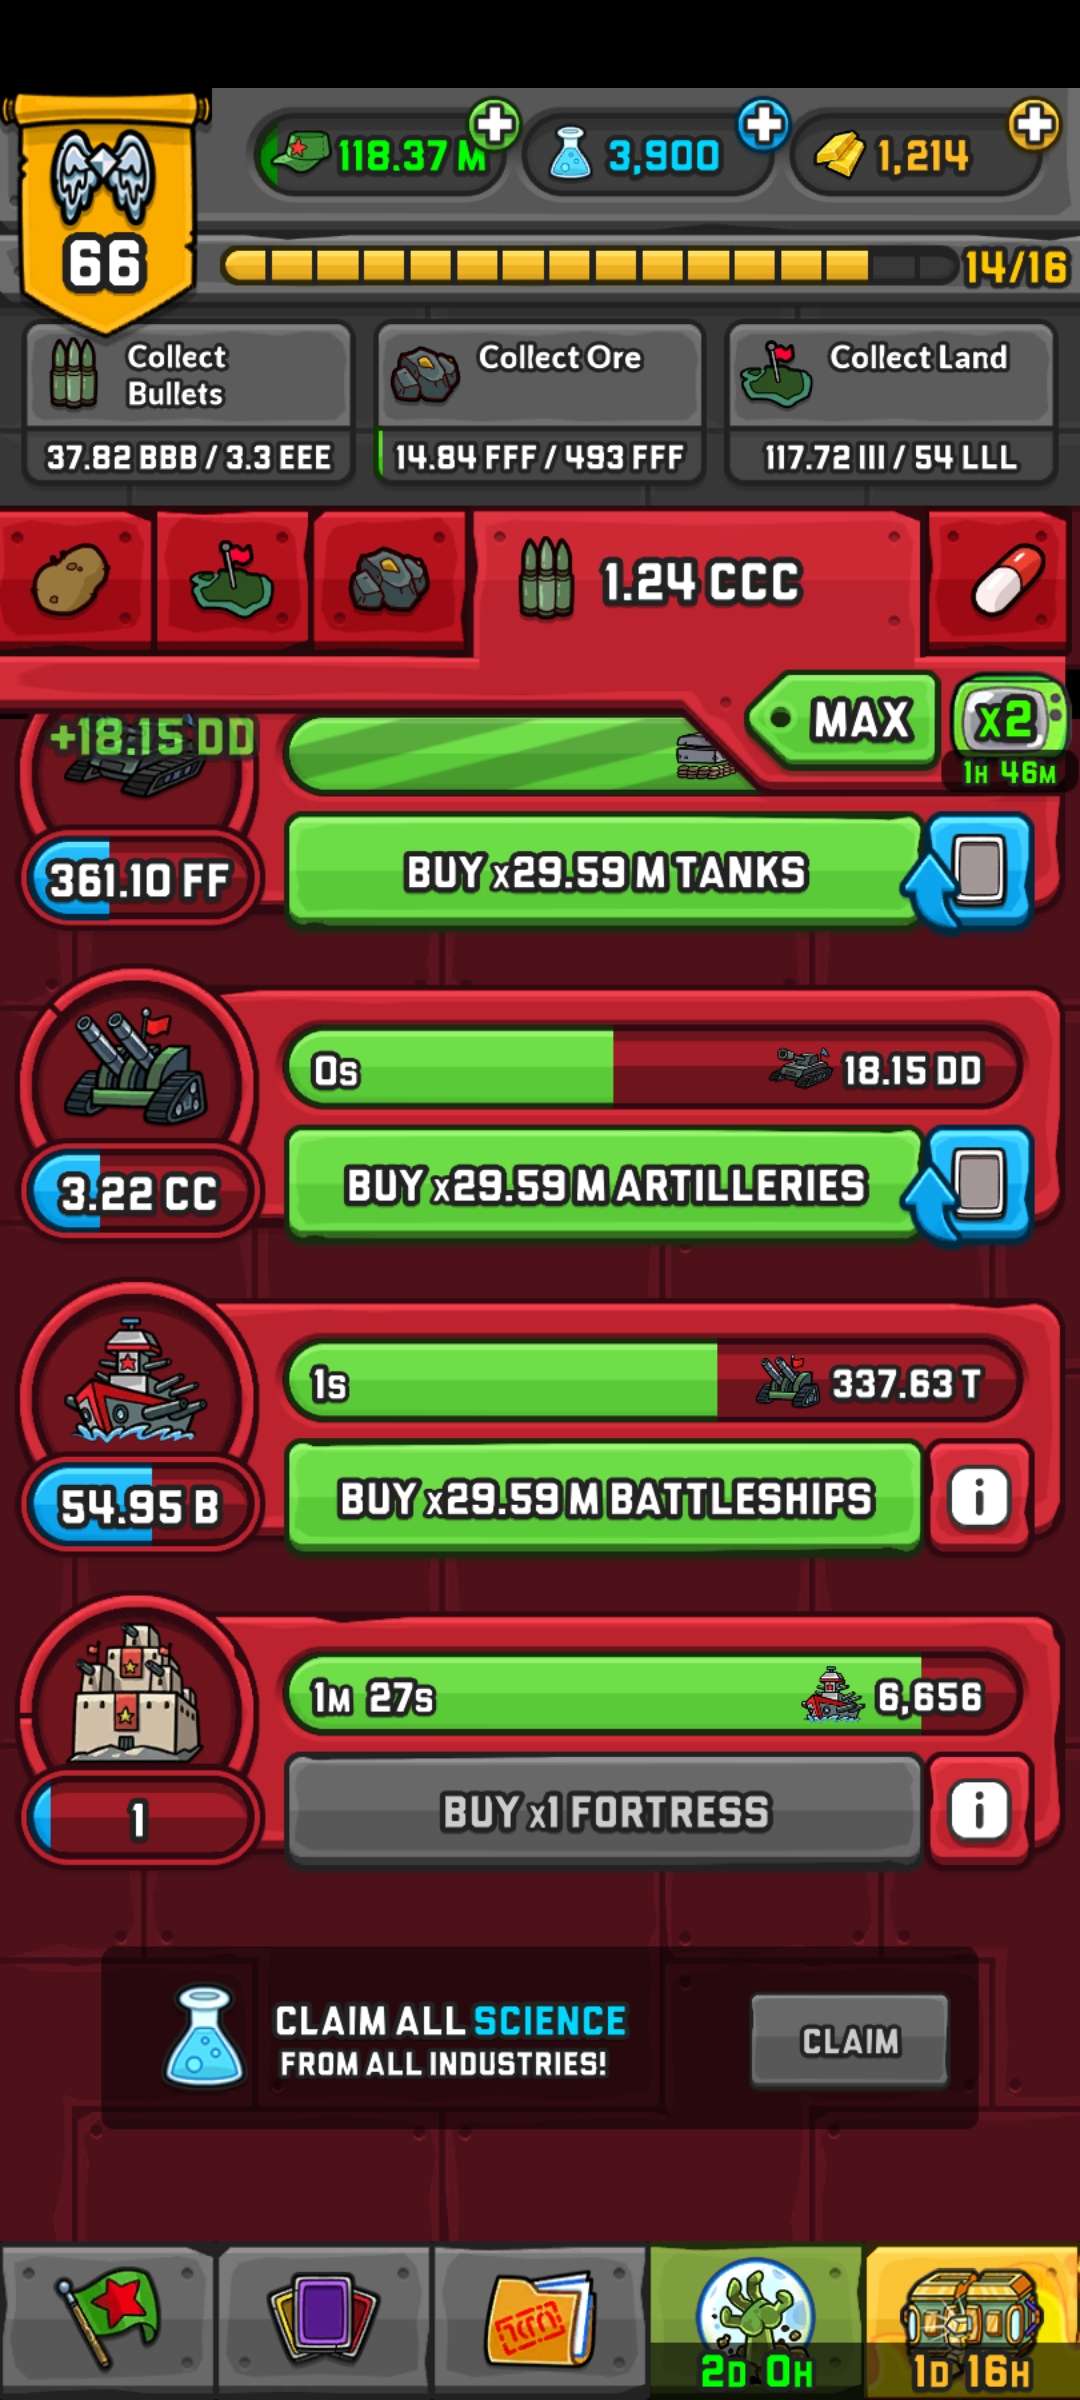 118.37 M
3,900
1,214
66
14/16
Collect
Bullets
Collect Ore
Collect Land
37.82 BBB / 3.3 EEE
14.84 FFF / 493 FFF
117.72 III / 54 LLL
1.24 CCC
MAX
x2
1H 46M
+18.15 DD
361.10 FF
BUY x29.59 M TANKS
0s
18.15 DD
3.22 CC
BUY x29.59 M ARTILLERIES
1s
337.63 T
54.95 B
BUY x29.59 M BATTLESHIPS
i
1M 27s
6,656
1
BUY x1 FORTRESS
i
CLAIM ALL SCIENCE
FROM ALL INDUSTRIES!
CLAIM
2D 0H
1D 16H